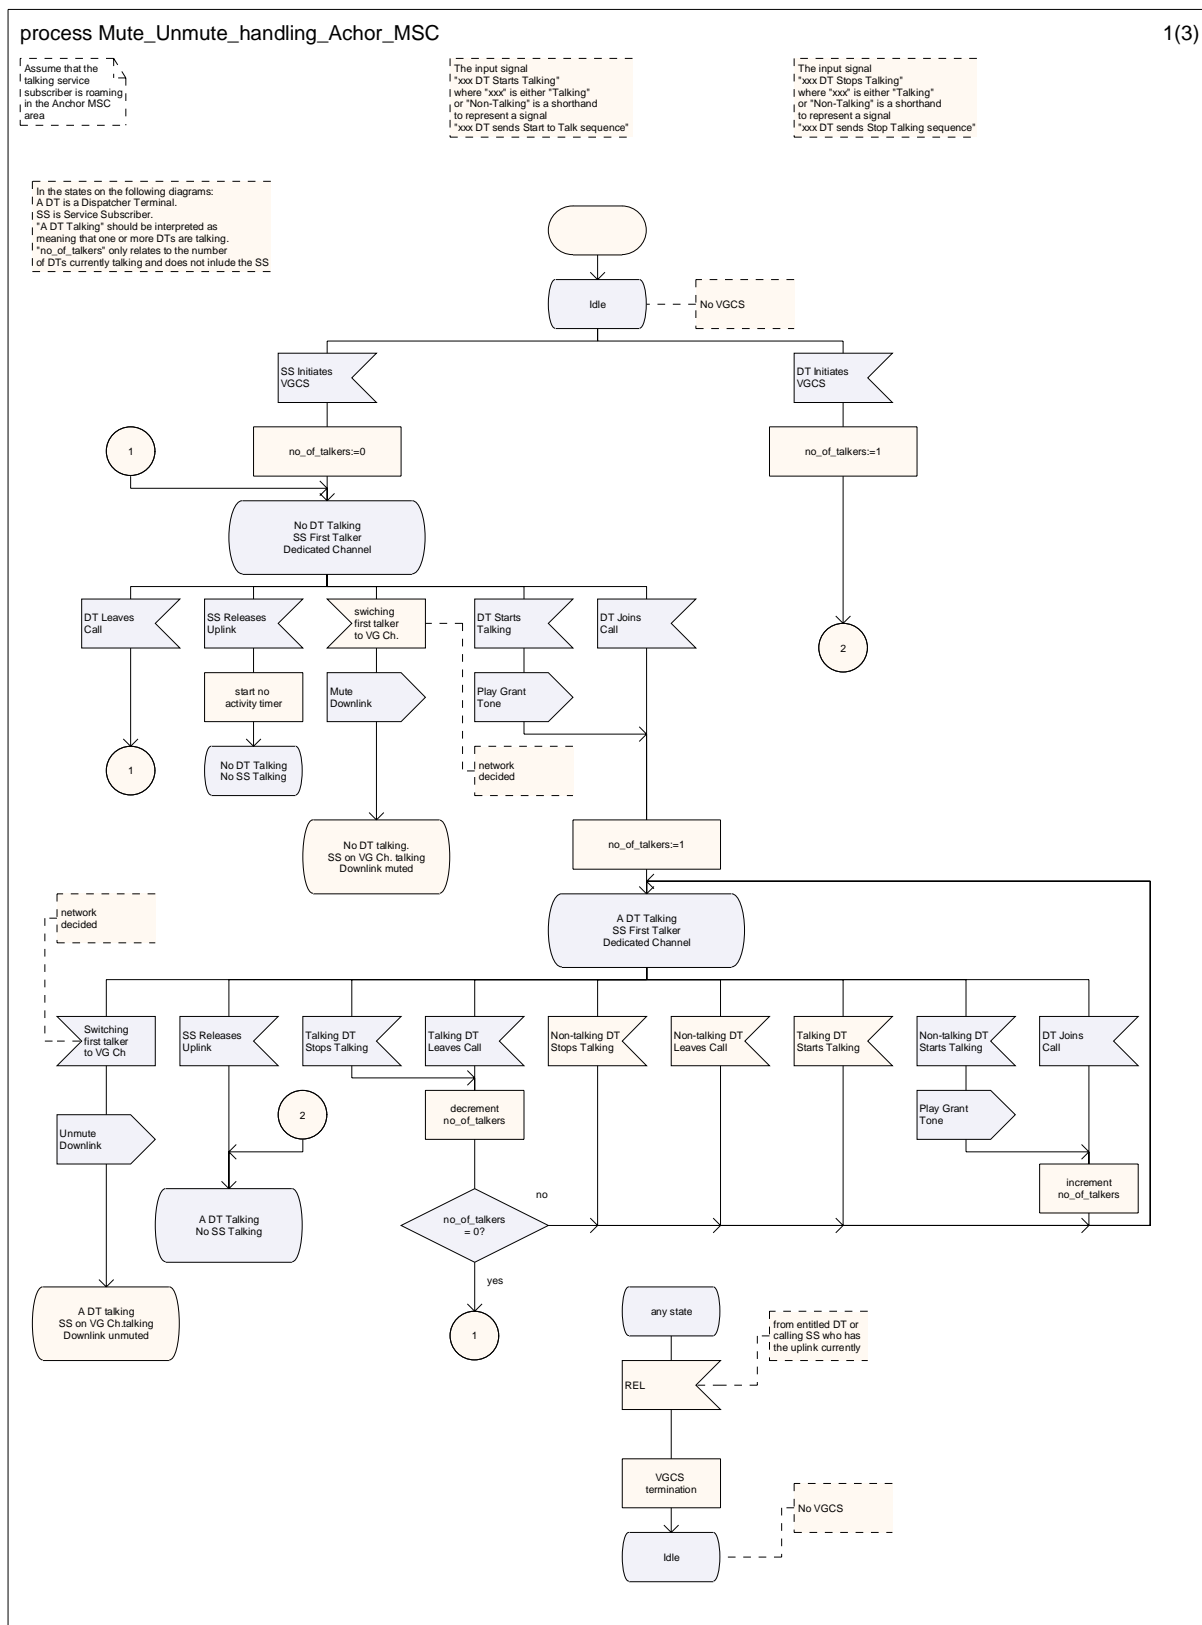 process Mute_Unmute_handling_Achor_MSC
1(3)
Assume that the
talking service
subscriber is roaming
in the Anchor MSC
area
The input signal
"xxx DT Starts Talking"
where "xxx" is either "Talking"
or "Non-Talking" is a shorthand
to represent a signal
"xxx DT sends Start to Talk sequence"
The input signal
"xxx DT Stops Talking"
where "xxx" is either "Talking"
or "Non-Talking" is a shorthand
to represent a signal
"xxx DT sends Stop Talking sequence"
In the states on the following diagrams:
A DT is a Dispatcher Terminal.
SS is Service Subscriber.
"A DT Talking" should be interpreted as
meaning that one or more DTs are talking.
"no_of_talkers" only relates to the number
of DTs currently talking and does not inlude the SS
Idle
No VGCS
SS Initiates
VGCS
DT Initiates
VGCS
1
no_of_talkers:=0
no_of_talkers:=1
No DT Talking
SS First Talker
Dedicated Channel
DT Leaves
Call
SS Releases
Uplink
swiching
first talker
to VG Ch.
DT Starts
Talking
DT Joins
Call
2
start no
activity timer
Mute
Downlink
Play Grant
Tone
1
No DT Talking
No SS Talking
network
decided
No DT talking.
SS on VG Ch. talking
Downlink muted
no_of_talkers:=1
network
decided
A DT Talking
SS First Talker
Dedicated Channel
Switching
first talker
to VG Ch
SS Releases
Uplink
Talking DT
Stops Talking
Talking DT
Leaves Call
Non-talking DT
Stops Talking
Non-talking DT
Leaves Call
Talking DT
Starts Talking
Non-talking DT
Starts Talking
DT Joins
Call
Unmute
Downlink
2
decrement
no_of_talkers
Play Grant
Tone
increment
no_of_talkers
A DT Talking
No SS Talking
no_of_talkers
= 0?
no
yes
A DT talking
SS on VG Ch.talking
Downlink unmuted
1
any state
from entitled DT or
calling SS who has
the uplink currently
REL
VGCS
termination
No VGCS
Idle